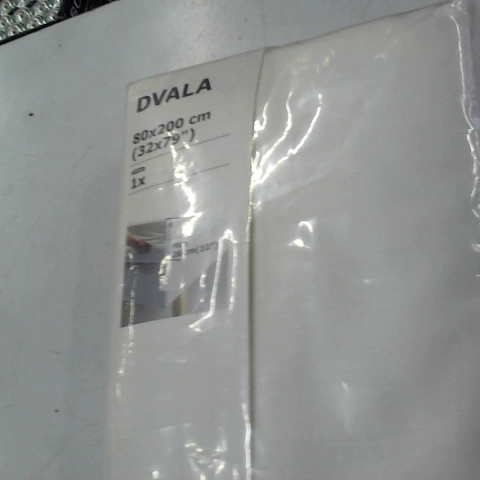 DVALA
80x200 cm
(32x79")
1x